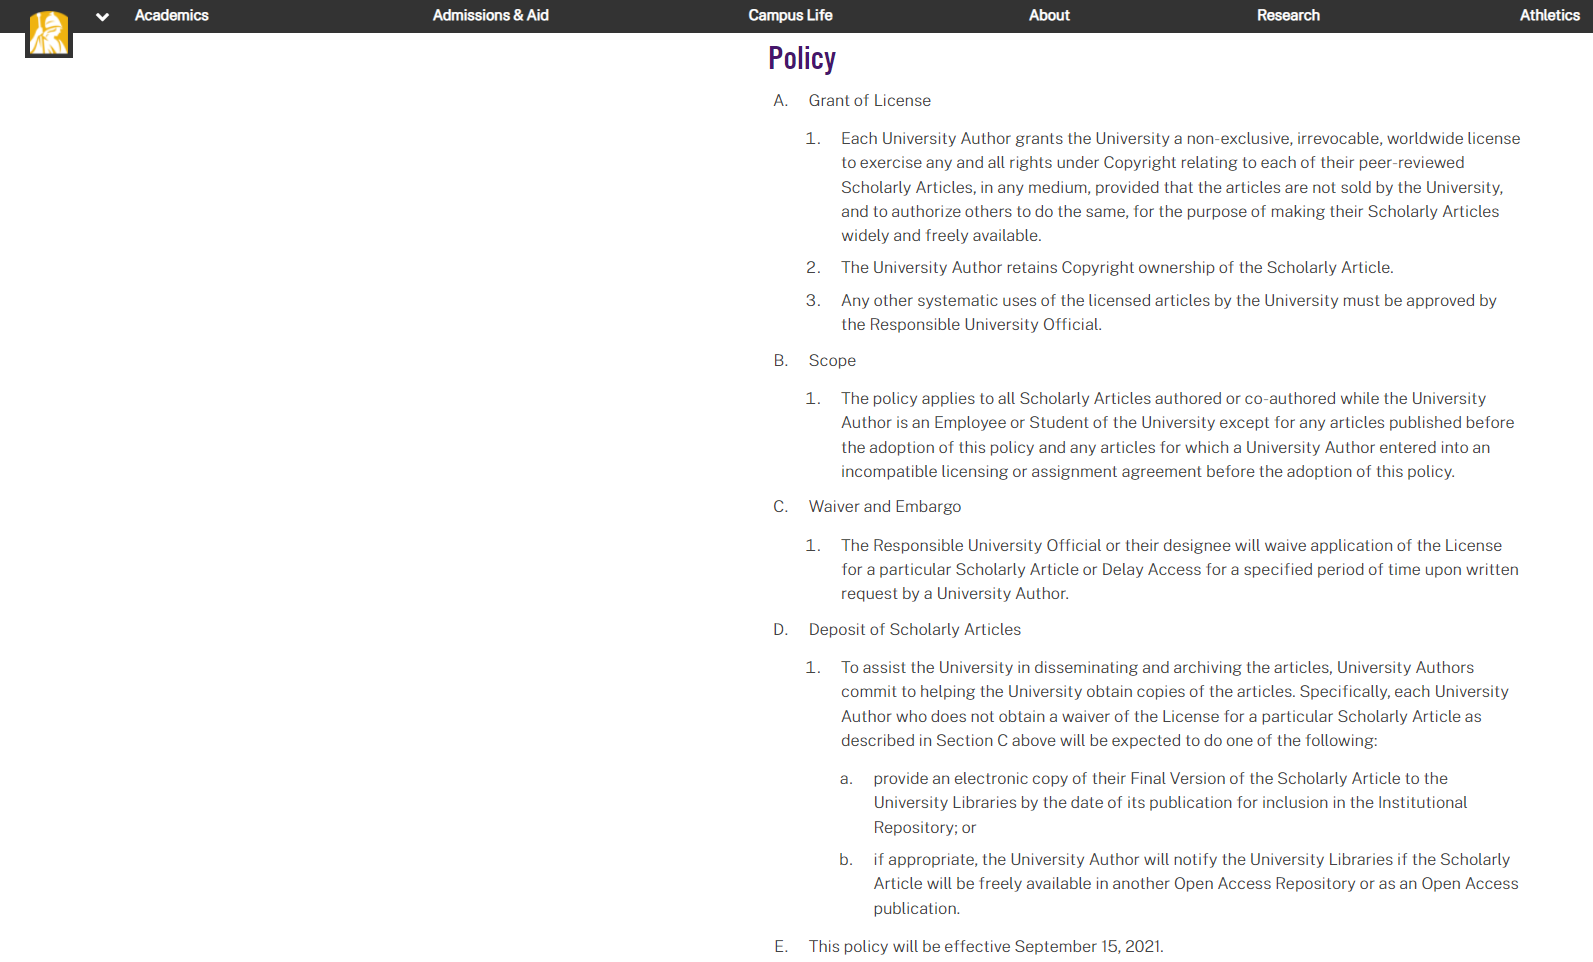 Academics Admissions & Aid Campus Life About Research Athletics
Policy
A. Grant of License
1. Each University Author grants the University a non-exclusive, irrevocable, worldwide license
to exercise any and all rights under Copyright relating to each of their peer-reviewed
Scholarly Articles, in any medium, provided that the articles are not sold by the University,
and to authorize others to do the same, for the purpose of making their Scholarly Articles
widely and freely available.
2. The University Author retains Copyright ownership of the Scholarly Article.
3. Any other systematic uses of the licensed articles by the University must be approved by
the Responsible University Official.
B. Scope
1. The policy applies to all Scholarly Articles authored or co-authored while the University
Author is an Employee or Student of the University except for any articles published before
the adoption of this policy and any articles for which a University Author entered into an
incompatible licensing or assignment agreement before the adoption of this policy.
C. Waiver and Embargo
1. The Responsible University Official or their designee will waive application of the License
for a particular Scholarly Article or Delay Access for a specified period of time upon written
request by a University Author.
D. Deposit of Scholarly Articles
1. To assist the University in disseminating and archiving the articles, University Authors
commit to helping the University obtain copies of the articles. Specifically, each University
Author who does not obtain a waiver of the License for a particular Scholarly Article as
described in Section C above will be expected to do one of the following:
a. provide an electronic copy of their Final Version of the Scholarly Article to the
University Libraries by the date of its publication for inclusion in the Institutional
Repository; or
b. if appropriate, the University Author will notify the University Libraries if the Scholarly
Article will be freely available in another Open Access Repository or as an Open Access
publication.
E. This policy will be effective September 15, 2021.